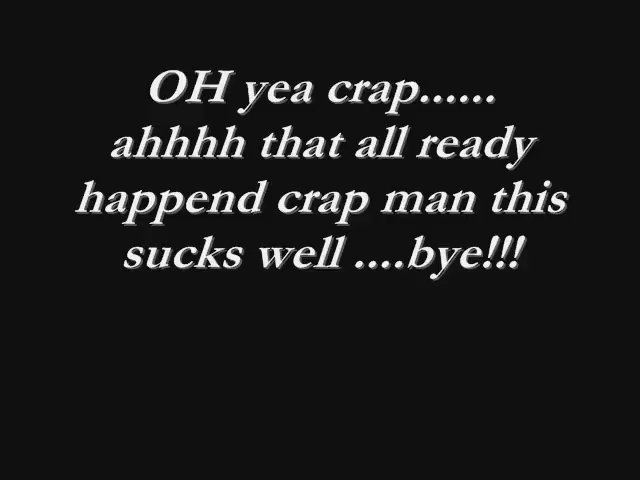 OH yea crap......
ahhhh that all ready
happend crap man this
sucks well ....bye!!!